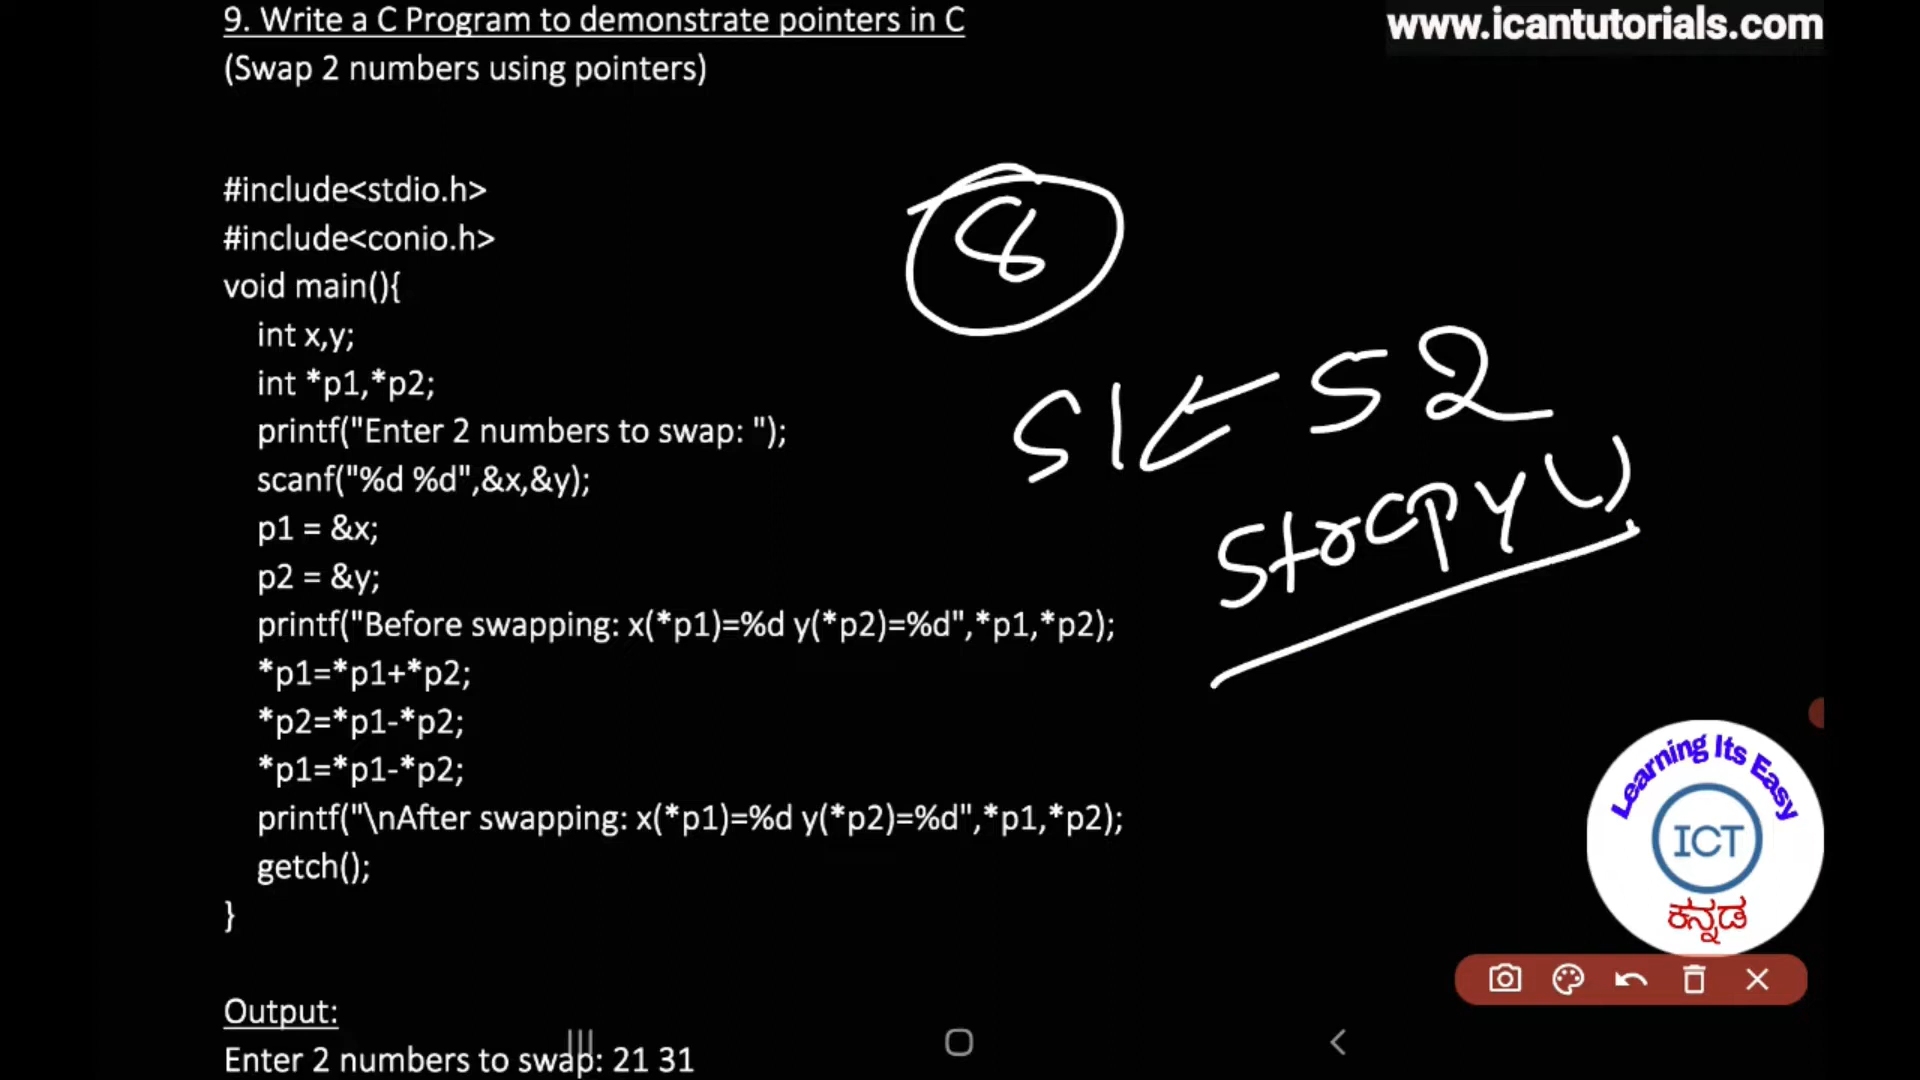 9. Write a C Program to demonstrate pointers in C
www.icantutorials.com
(Swap 2 numbers using pointers)
#include<stdio.h>
#include<conio.h>
void main(){
int x,y;
int *p1,*p2;
printf("Enter 2 numbers to swap: ");
scanf("%d %d",&x,&y);
p1 = &x;
p2 = &y;
printf("Before swapping: x(*p1)=%d y(*p2)=%d",*p1,*p2);
*p1=*p1+*p2;
*p2=*p1-*p2;
*p1=*p1-*p2;
printf("\nAfter swapping: x(*p1)=%d y(*p2)=%d",*p1,*p2);
getch();
}
Output:
Enter 2 numbers to swap: 21 31
8
S1 ← S2
Strcpy()
Learning Its Easy
ICT
ಕನ್ನಡ